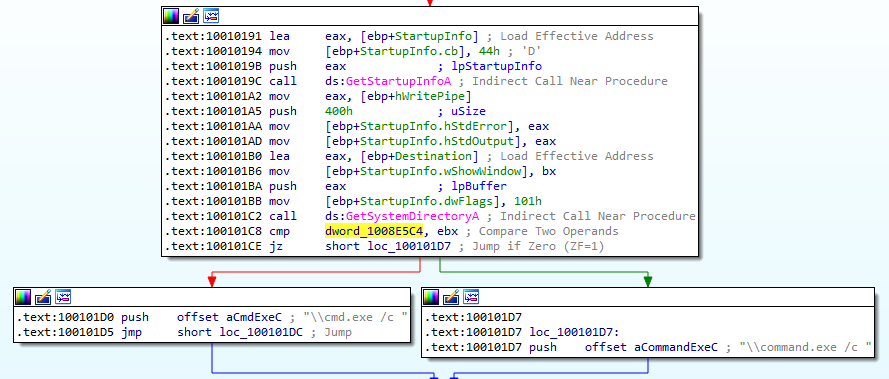 .text:10010191 lea eax, [ebp+StartupInfo] ; Load Effective Address
.text:10010194 mov [ebp+StartupInfo.cb], 44h ; 'D'
.text:1001019B push eax ; lpStartupInfo
.text:1001019C call ds:GetStartupInfoA ; Indirect Call Near Procedure
.text:100101A2 mov eax, [ebp+hWritePipe]
.text:100101A5 push 400h ; uSize
.text:100101AA mov [ebp+StartupInfo.hStdError], eax
.text:100101AD mov [ebp+StartupInfo.hStdOutput], eax
.text:100101B0 lea eax, [ebp+Destination] ; Load Effective Address
.text:100101B6 mov [ebp+StartupInfo.wShowWindow], bx
.text:100101BA push eax ; lpBuffer
.text:100101BB mov [ebp+StartupInfo.dwFlags], 101h
.text:100101C2 call ds:GetSystemDirectoryA ; Indirect Call Near Procedure
.text:100101C8 cmp dword_1008E5C4, ebx ; Compare Two Operands
.text:100101CE jz short loc_100101D7 ; Jump if Zero (ZF=1)
.text:100101D0 push offset aCmdExeC ; "\\cmd.exe /c "
.text:100101D5 jmp short loc_100101DC ; Jump
.text:100101D7
.text:100101D7 loc_100101D7:
.text:100101D7 push offset aCommandExeC ; "\\command.exe /c "